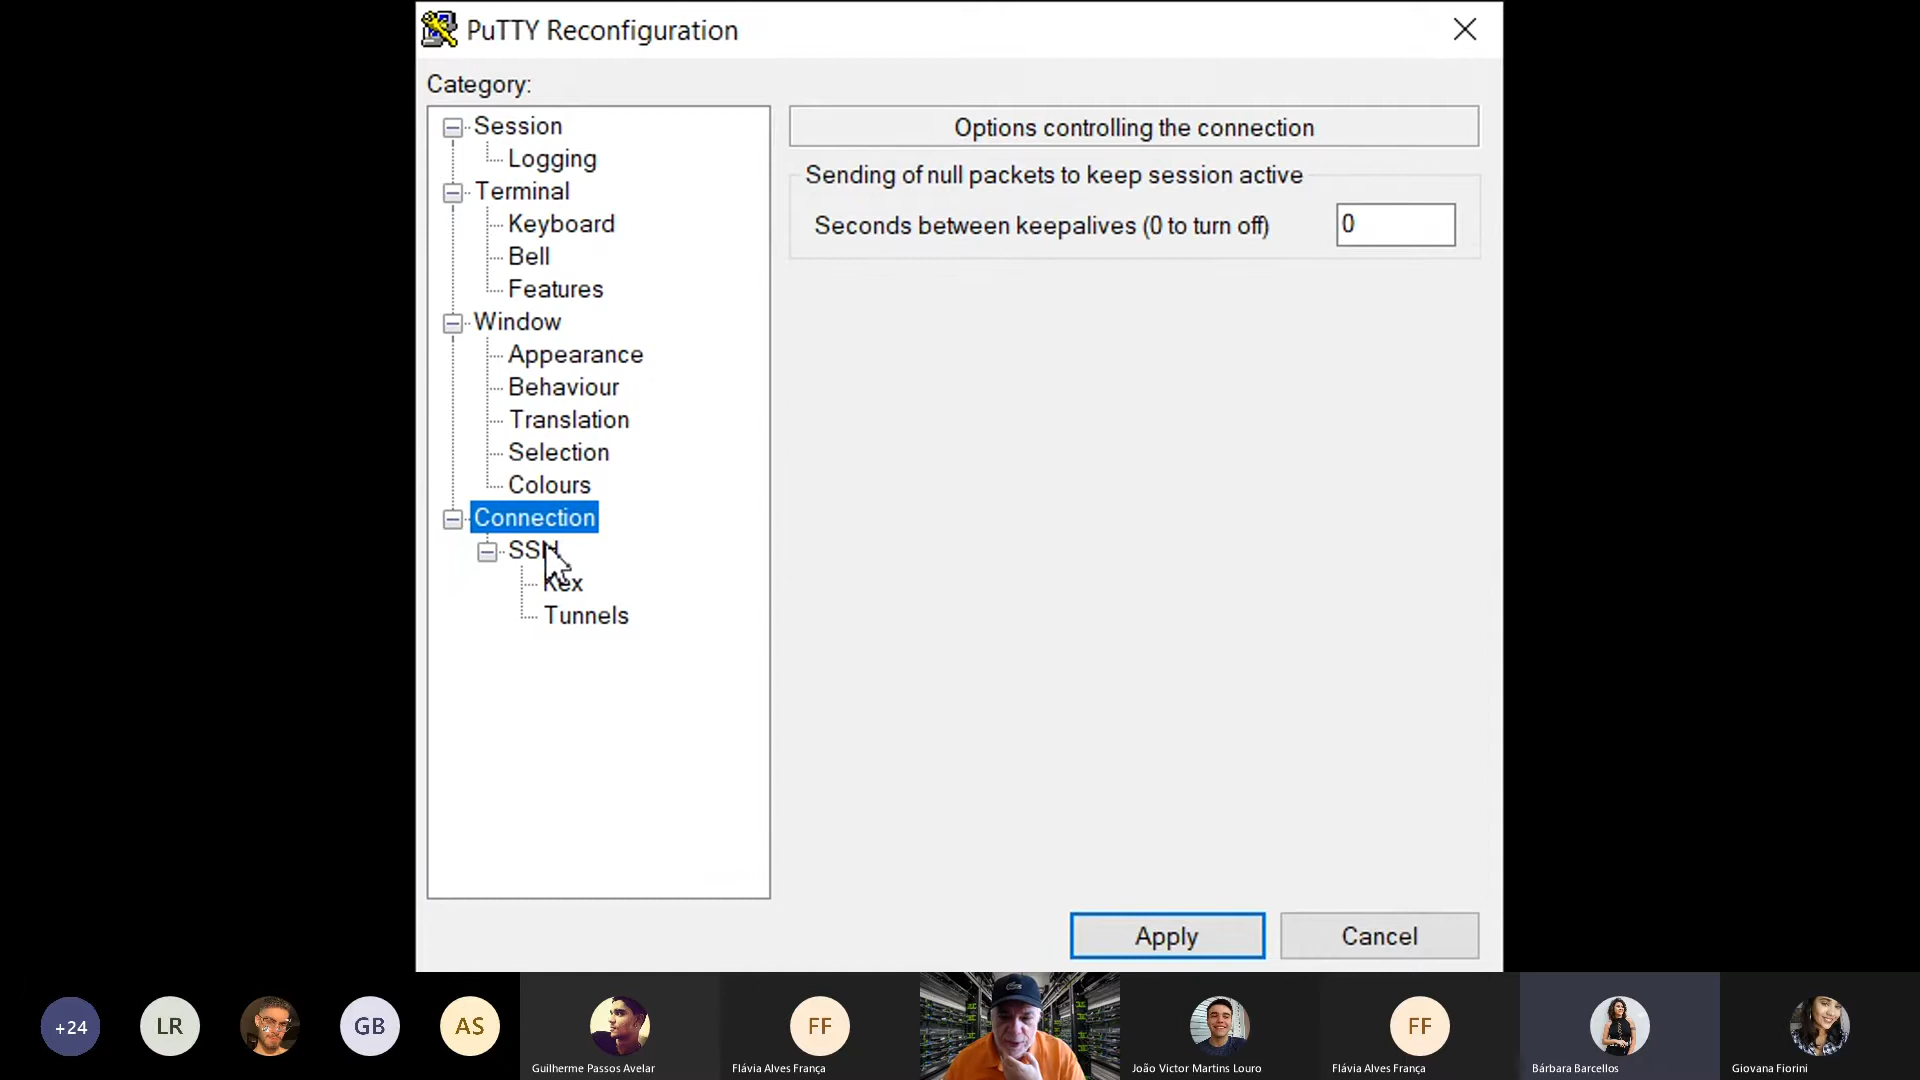 PuTTY Reconfiguration
Category:
Session
Logging
Terminal
Keyboard
Bell
Features
Window
Appearance
Behaviour
Translation
Selection
Colours
Connection
SSH
Kex
Tunnels
Options controlling the connection
Sending of null packets to keep session active
Seconds between keepalives (0 to turn off)
0
Apply
Cancel
+24
LR
GB
AS
Guilherme Passos Avelar
FF
Flávia Alves França
João Victor Martins Louro
FF
Flávia Alves França
Bárbara Barcellos
Giovana Fiorini